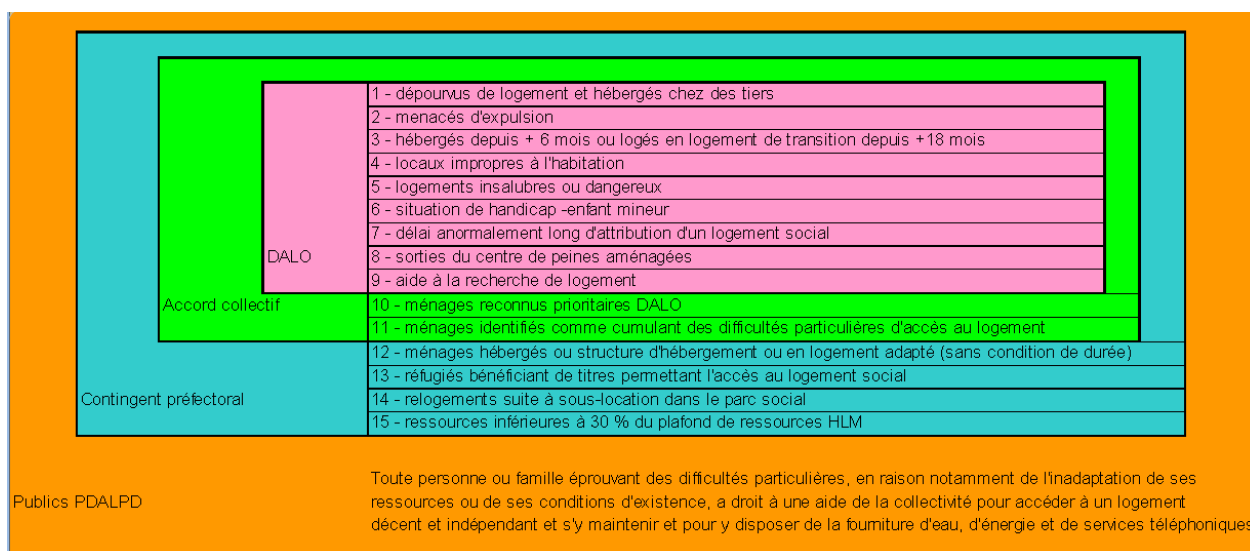 1 - dépourvus de logement et hébergés chez des tiers
2 - menacés d'expulsion
3 - hébergés depuis + 6 mois ou logés en logement de transition depuis +18 mois
4 - locaux impropres à l'habitation
5 - logements insalubres ou dangereux
6 - situation de handicap -enfant mineur
7 - délai anormalement long d'attribution d'un logement social
DALO 8 - sorties du centre de peines aménagées
9 - aide à la recherche de logement
Accord collectif 10 - ménages reconnus prioritaires DALO
11 - ménages identifiés comme cumulant des difficultés particulières d'accès au logement
12 - ménages hébergés ou structure d'hébergement ou en logement adapté (sans condition de durée)
13 - réfugiés bénéficiant de titres permettant l'accès au logement social
Contingent préfectoral 14 - relogements suite à sous-location dans le parc social
15 - ressources inférieures à 30 % du plafond de ressources HLM
Toute personne ou famille éprouvant des difficultés particulières, en raison notamment de l'inadaptation de ses
Publics PDALPD ressources ou de ses conditions d'existence, a droit à une aide de la collectivité pour accéder à un logement
décent et indépendant et s'y maintenir et pour y disposer de la fourniture d'eau, d'énergie et de services téléphoniques